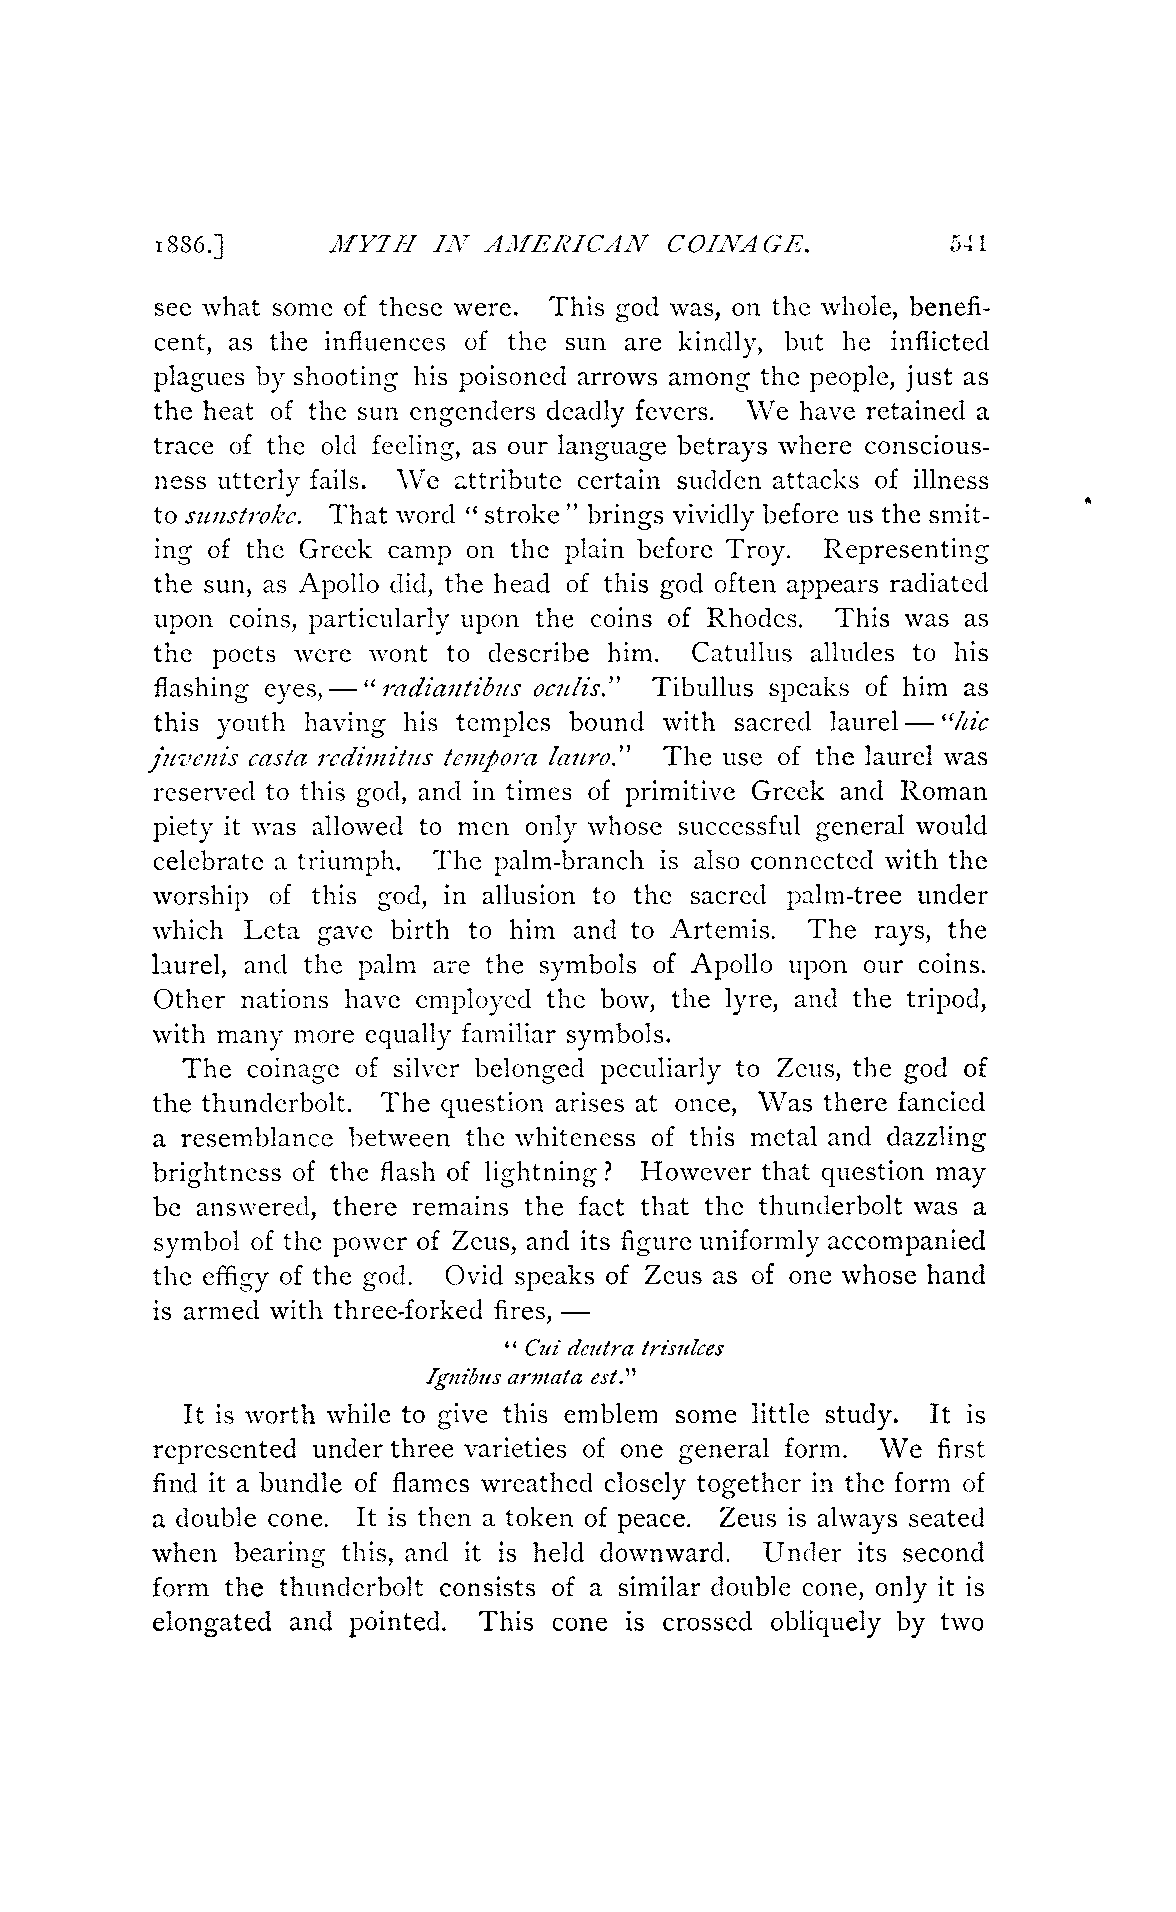 1886.] MYTH IN AMERICAN COINAGE. 541
see what some of these were. This god was, on the whole, benefi-
cent, as the influences of the sun are kindly, but he inflicted
plagues by shooting his poisoned arrows among the people, just as
the heat of the sun engenders deadly fevers. We have retained a
trace of the old feeling, as our language betrays where conscious-
ness utterly fails. We attribute certain sudden attacks of illness
to sunstroke. That word " stroke " brings vividly before us the smit-
ing of the Greek camp on the plain before Troy. Representing
the sun, as Apollo did, the head of this god often appears radiated
upon coins, particularly upon the coins of Rhodes. This was as
the poets were wont to describe him. Catullus alludes to his
flashing eyes, — " radiantibus oculis." Tibullus speaks of him as
this youth having his temples bound with sacred laurel — "hic
juvenis casta redimitus tempora lauro." The use of the laurel was
reserved to this god, and in times of primitive Greek and Roman
piety it was allowed to men only whose successful general would
celebrate a triumph. The palm-branch is also connected with the
worship of this god, in allusion to the sacred palm-tree under
which Leta gave birth to him and to Artemis. The rays, the
laurel, and the palm are the symbols of Apollo upon our coins.
Other nations have employed the bow, the lyre, and the tripod,
with many more equally familiar symbols.
The coinage of silver belonged peculiarly to Zeus, the god of
the thunderbolt. The question arises at once, Was there fancied
a resemblance between the whiteness of this metal and dazzling
brightness of the flash of lightning ? However that question may
be answered, there remains the fact that the thunderbolt was a
symbol of the power of Zeus, and its figure uniformly accompanied
the effigy of the god. Ovid speaks of Zeus as of one whose hand
is armed with three-forked fires, —
" Cui deutra trisulces
Ignibus armata est."
It is worth while to give this emblem some little study. It is
represented under three varieties of one general form. We first
find it a bundle of flames wreathed closely together in the form of
a double cone. It is then a token of peace. Zeus is always seated
when bearing this, and it is held downward. Under its second
form the thunderbolt consists of a similar double cone, only it is
elongated and pointed. This cone is crossed obliquely by two